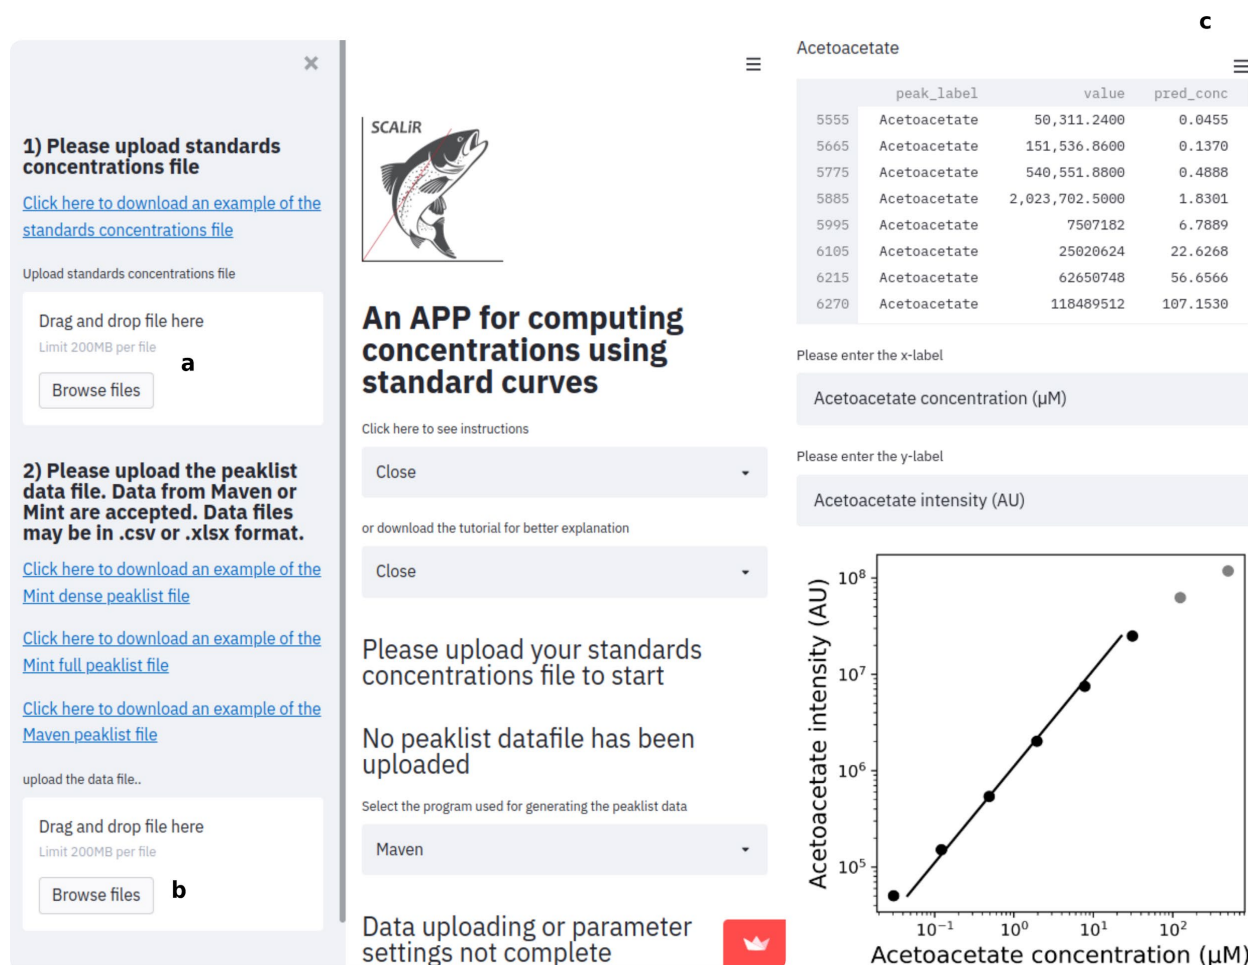 1) Please upload standards
concentrations file
Click here to download an example of the
standards concentrations file
Upload standards concentrations file
Drag and drop file here
Limit 200MB per file
a
Browse files
2) Please upload the peaklist
data file. Data from Maven or
Mint are accepted. Data files
may be in .csv or .xlsx format.
Click here to download an example of the
Mint dense peaklist file
Click here to download an example of the
Mint full peaklist file
Click here to download an example of the
Maven peaklist file
upload the data file..
Drag and drop file here
Limit 200MB per file
Browse files
b
SCALiR
An APP for computing
concentrations using
standard curves
Click here to see instructions
Close
or download the tutorial for better explanation
Close
Please upload your standards
concentrations file to start
No peaklist datafile has been
uploaded
Select the program used for generating the peaklist data
Maven
Data uploading or parameter
settings not complete
c
Acetoacetate
peak_label value pred_conc
5555 Acetoacetate 50,311.2400 0.0455
5665 Acetoacetate 151,536.8600 0.1370
5775 Acetoacetate 540,551.8800 0.4888
5885 Acetoacetate 2,023,702.5000 1.8301
5995 Acetoacetate 7507182 6.7889
6105 Acetoacetate 25020624 22.6268
6215 Acetoacetate 62650748 56.6566
6270 Acetoacetate 118489512 107.1530
Please enter the x-label
Acetoacetate concentration (µM)
Please enter the y-label
Acetoacetate intensity (AU)
Acetoacetate intensity (AU)
10⁸
10⁷
10⁶
10⁵
10⁻¹ 10⁰ 10¹ 10²
Acetoacetate concentration (µM)